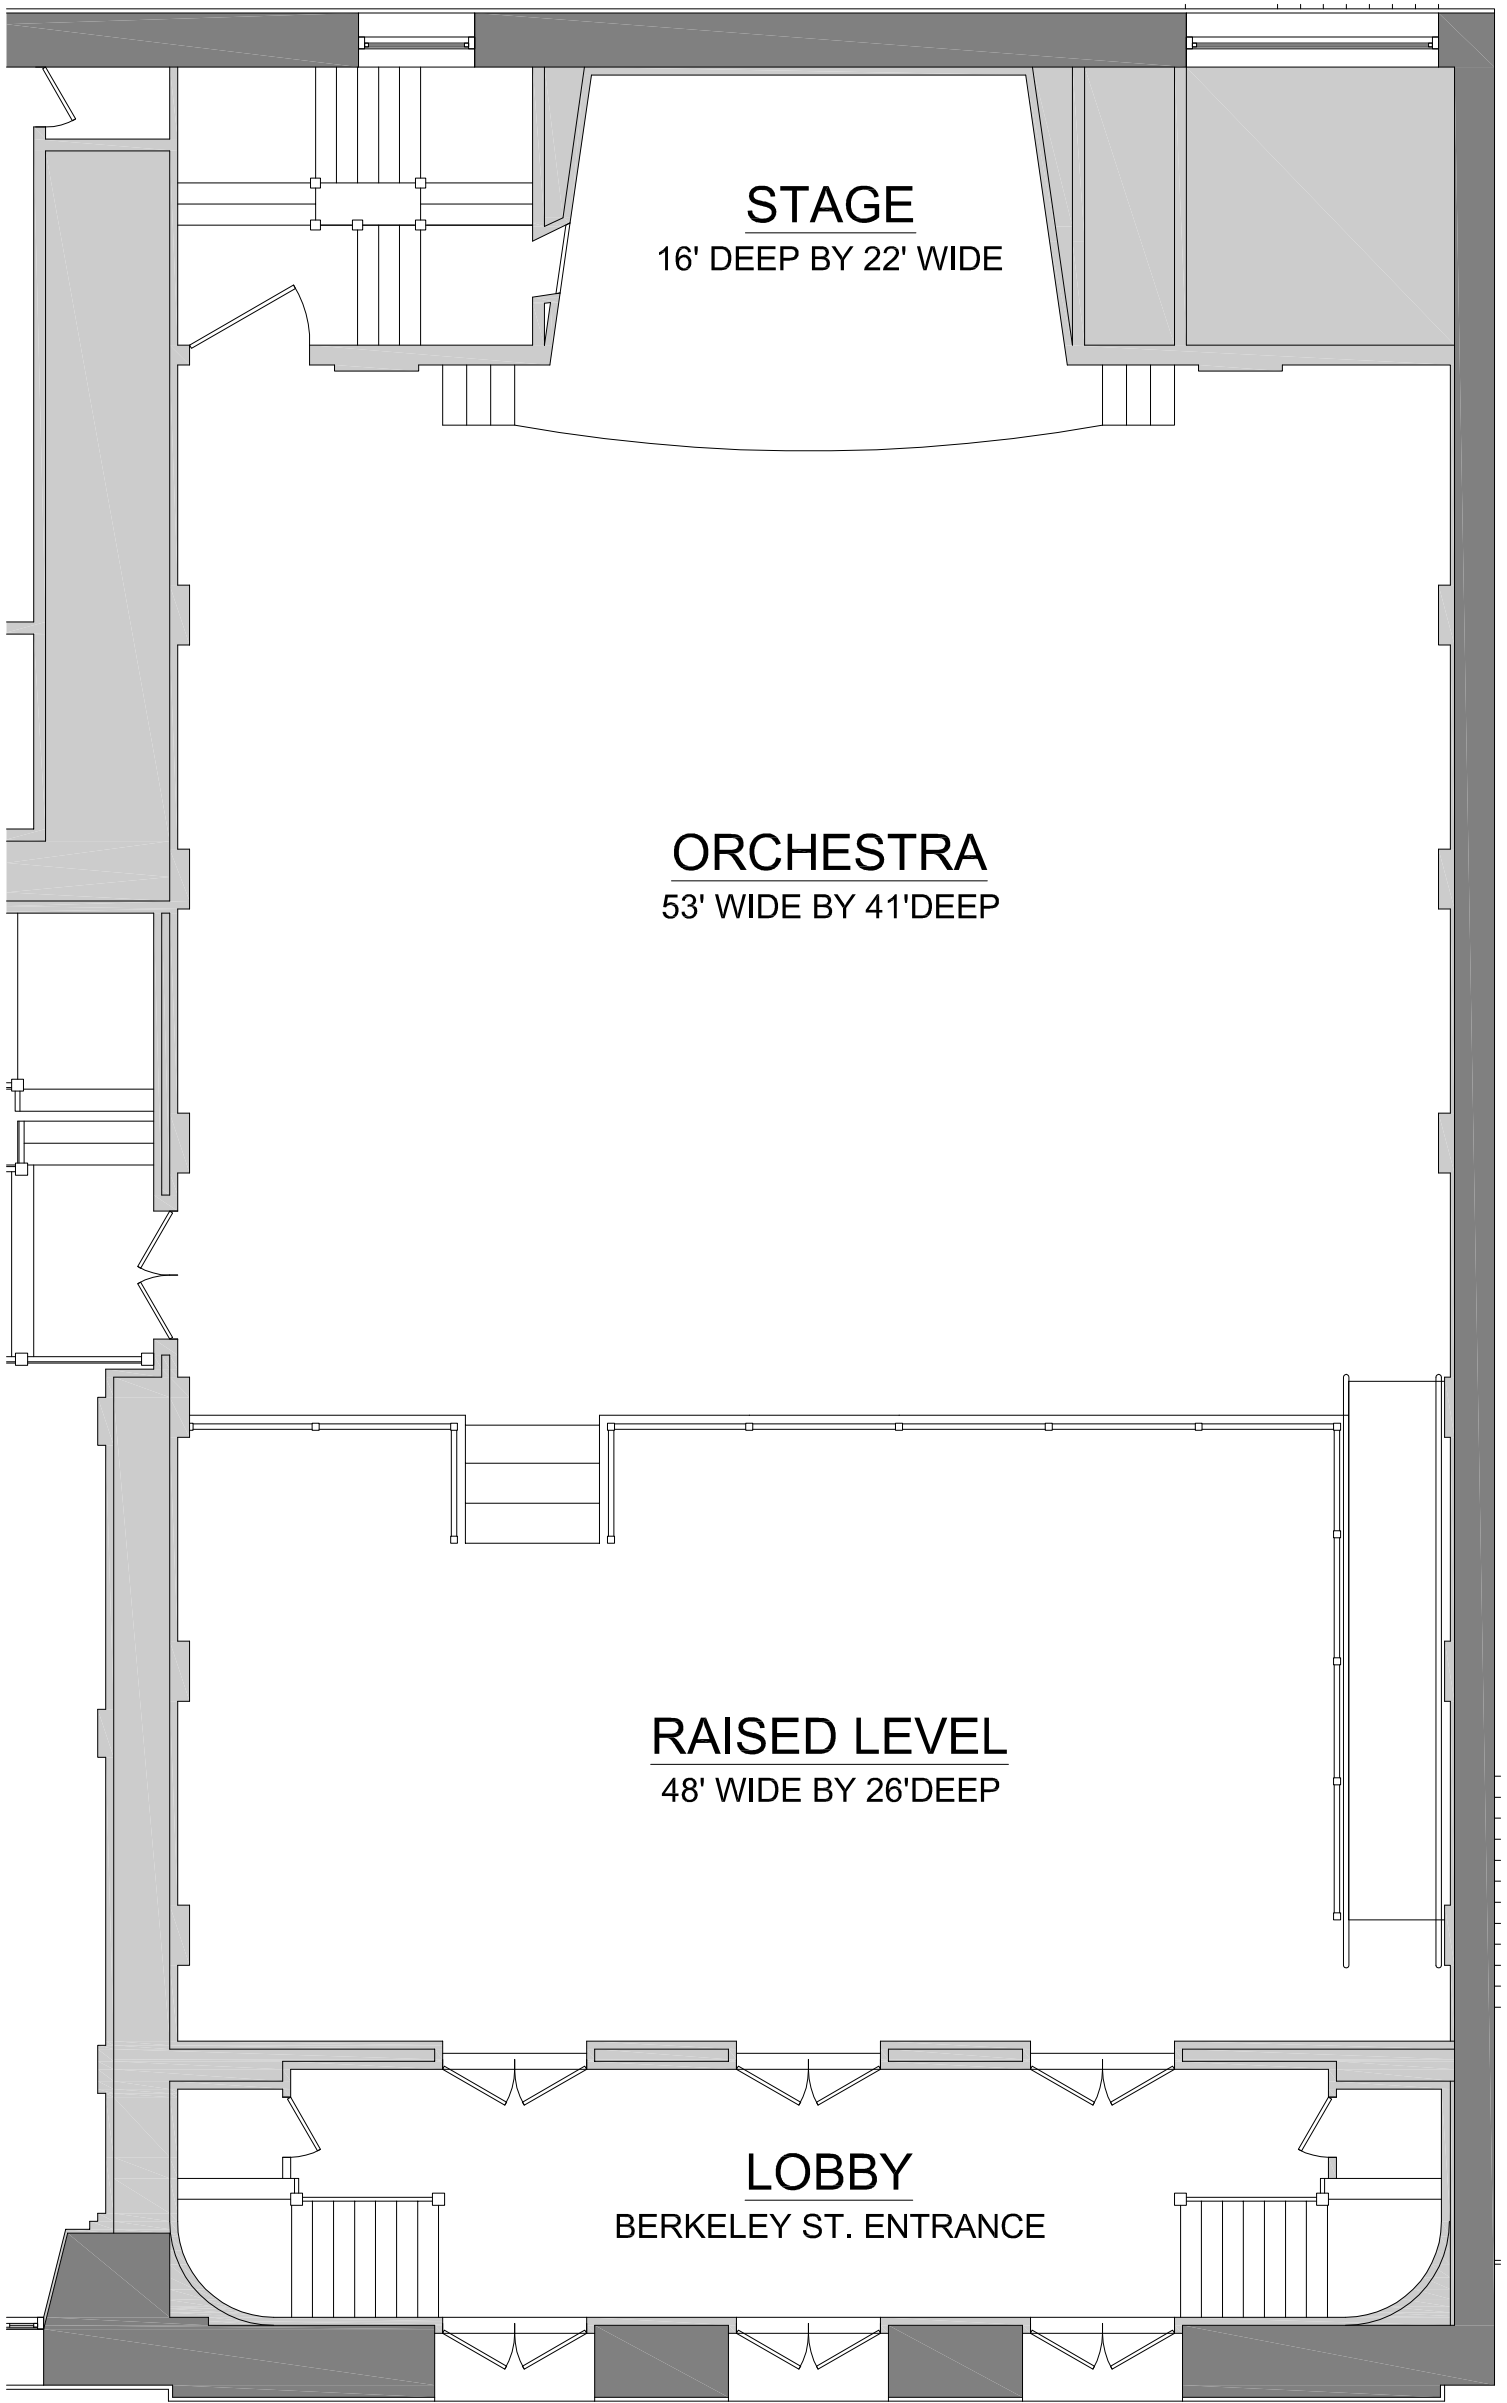 STAGE
16' DEEP BY 22' WIDE
ORCHESTRA
53' WIDE BY 41'DEEP
RAISED LEVEL
48' WIDE BY 26'DEEP
LOBBY
BERKELEY ST. ENTRANCE